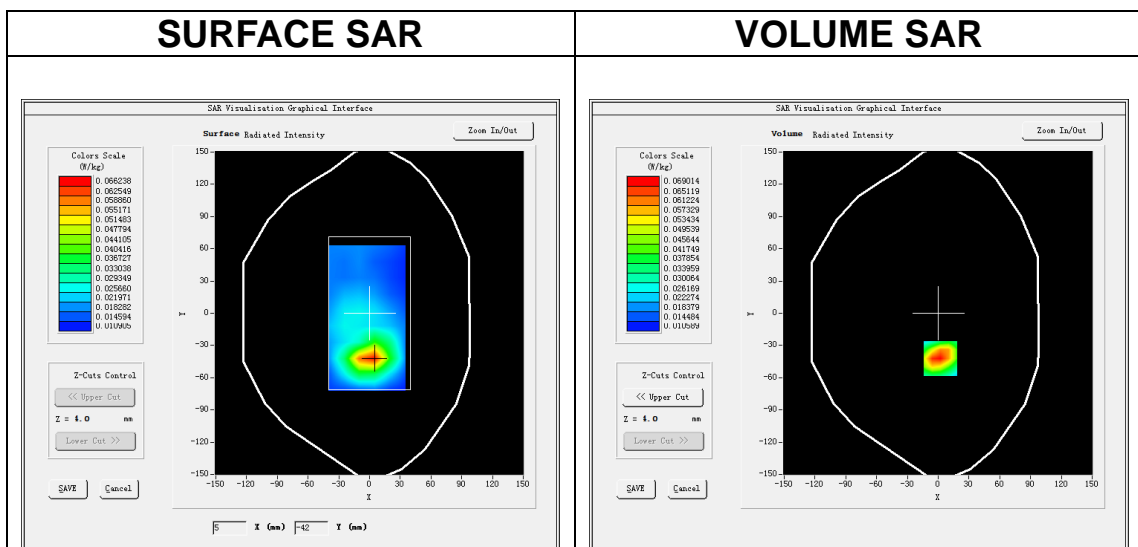 SURFACE SAR
VOLUME SAR
SAR Visualisation Graphical Interface
Surface Radiated Intensity
Zoom In/Out
Colors Scale
(W/kg)
0.066238
0.062549
0.058860
0.055171
0.051483
0.047794
0.044105
0.040416
0.036727
0.033038
0.029349
0.025660
0.021971
0.018282
0.014594
0.010905
150
120
90
60
30
0
-30
-60
-90
-120
-150
Y
-150 -120 -90 -60 -30 0 30 60 90 120 150
X
Z-Cuts Control
<< Upper Cut
Z = 4.0 mm
Lower Cut >>
SAVE Cancel
5 X (mm) -42 Y (mm)
SAR Visualisation Graphical Interface
Volume Radiated Intensity
Zoom In/Out
Colors Scale
(W/kg)
0.069014
0.065119
0.061224
0.057329
0.053434
0.049539
0.045644
0.041749
0.037854
0.033959
0.030064
0.026169
0.022274
0.018379
0.014484
0.010589
150
120
90
60
30
0
-30
-60
-90
-120
-150
Y
-150 -120 -90 -60 -30 0 30 60 90 120 150
X
Z-Cuts Control
<< Upper Cut
Z = 4.0 mm
Lower Cut >>
SAVE Cancel